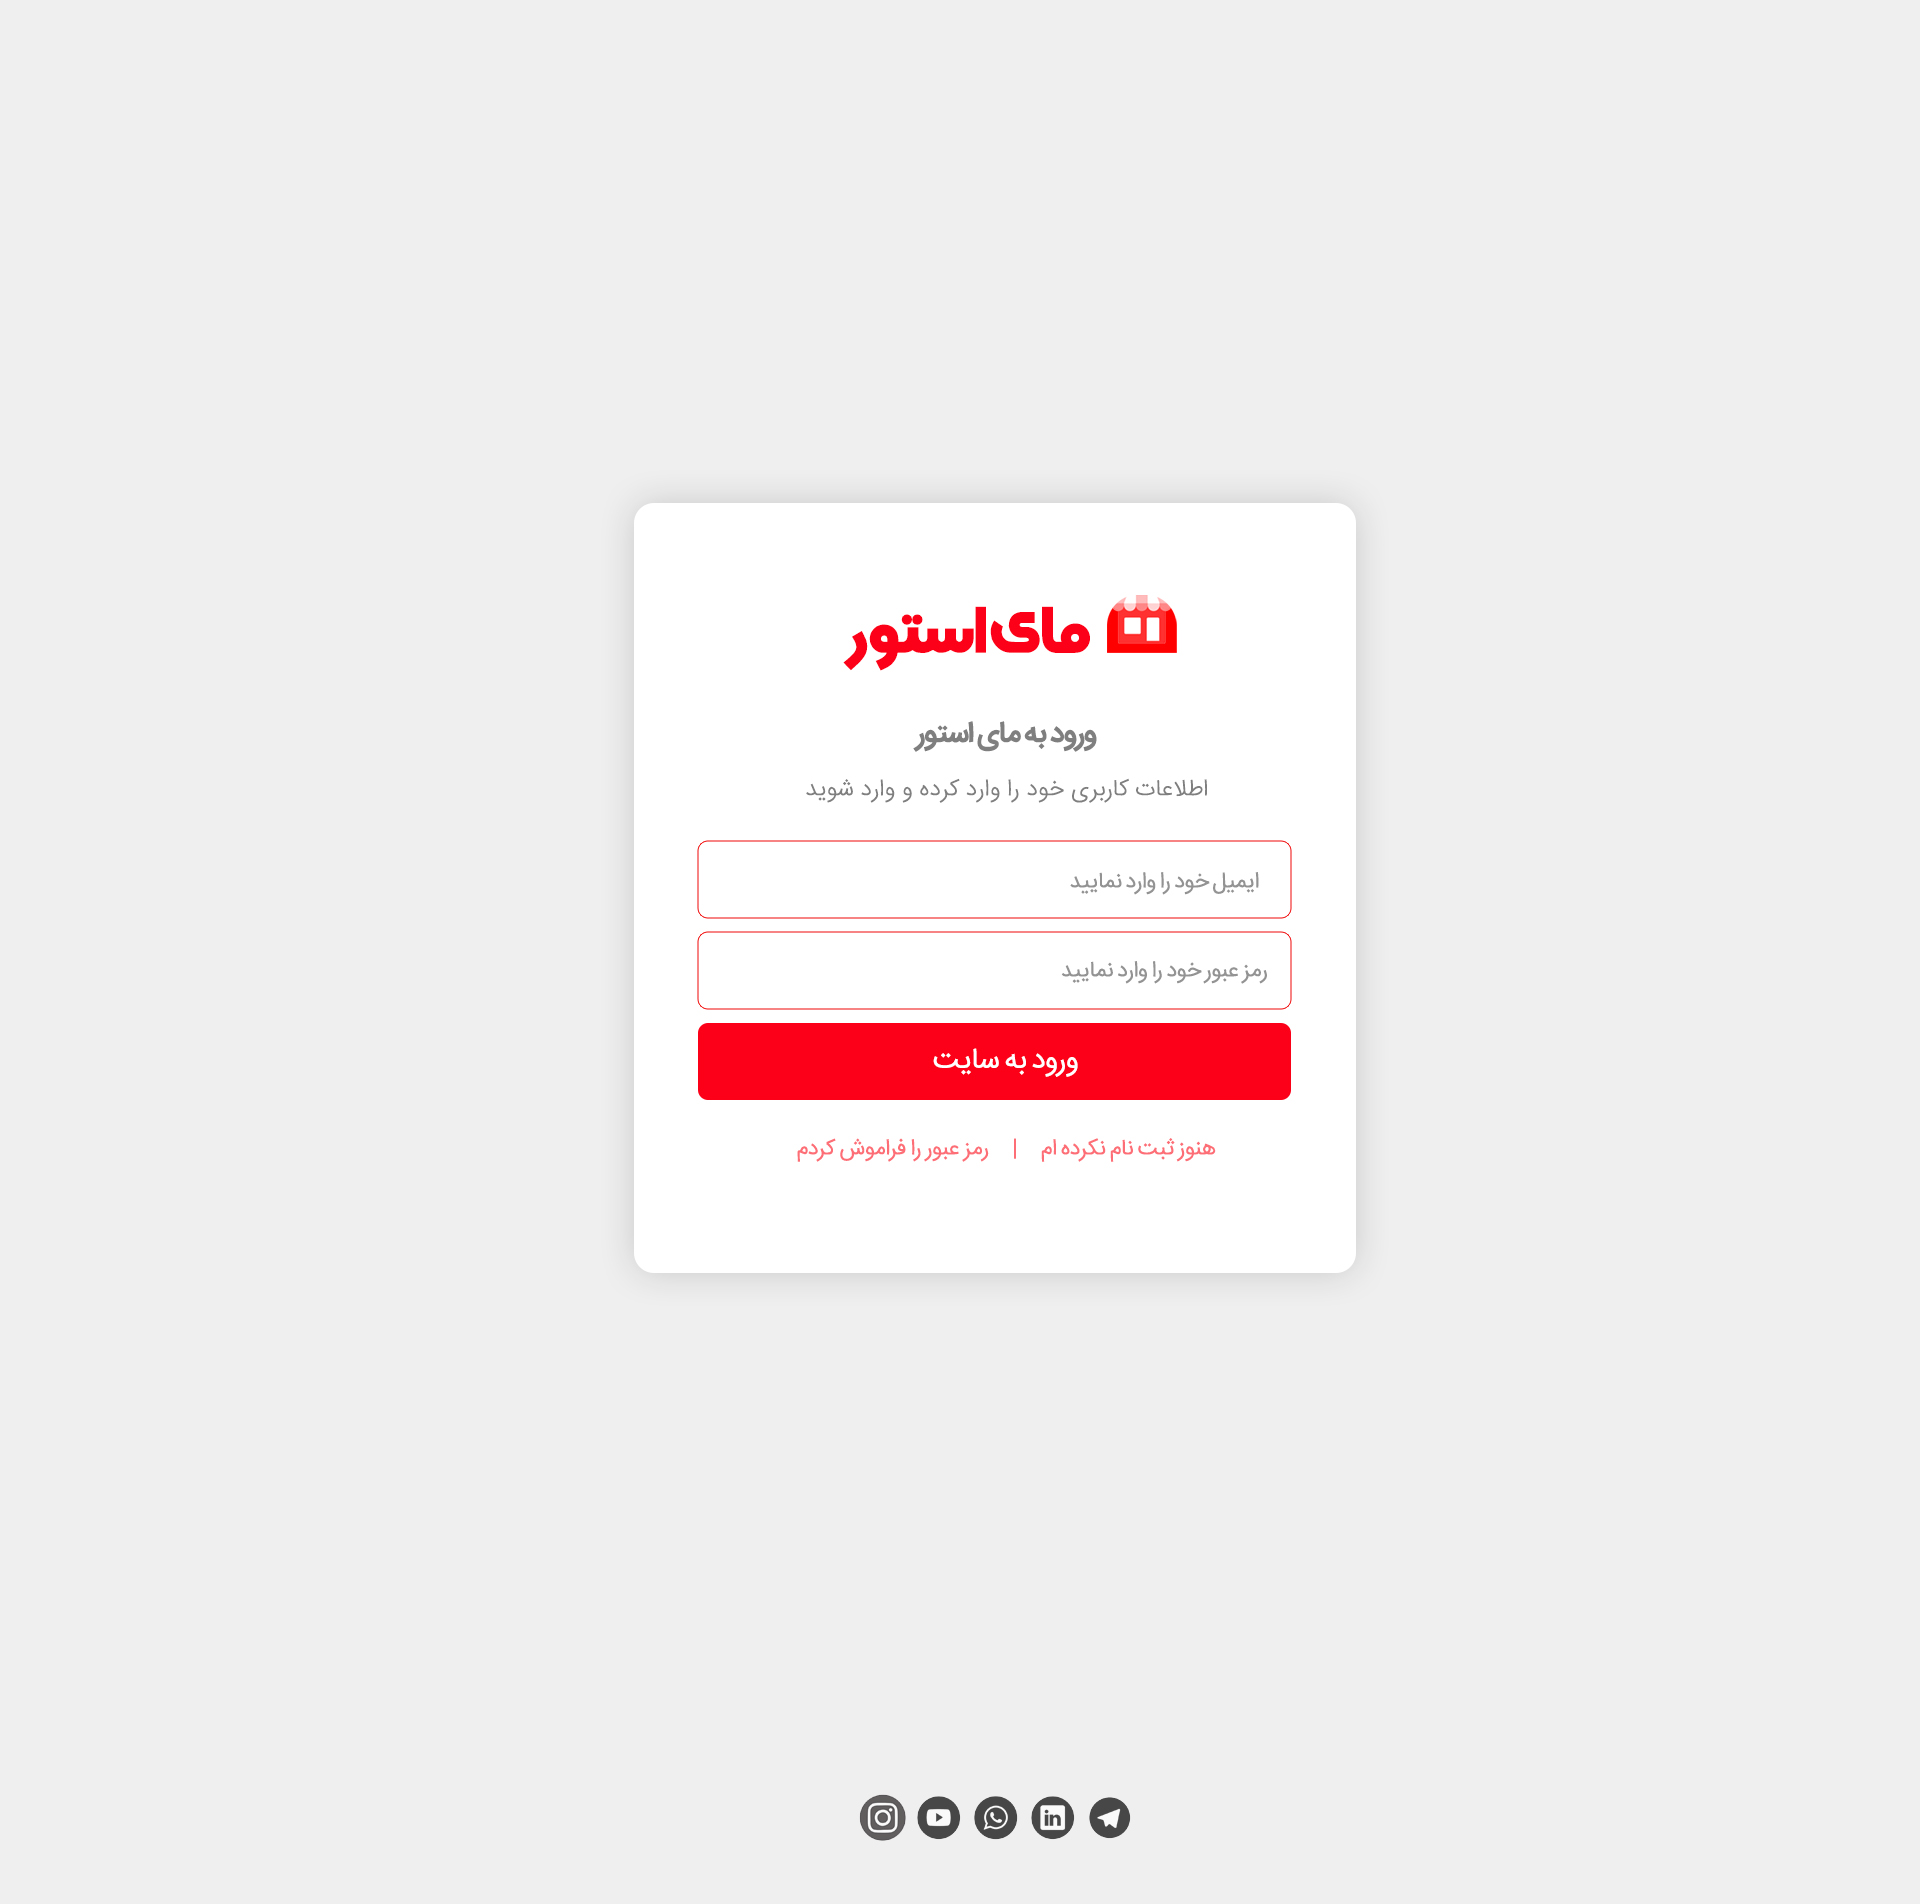 مای‌استور
ورود به مای استور
اطلاعات کاربری خود را وارد کرده و وارد شوید
ایمیل خود را وارد نمایید
رمز عبور خود را وارد نمایید
ورود به سایت
هنوز ثبت نام نکرده ام | رمز عبور را فراموش کردم
in